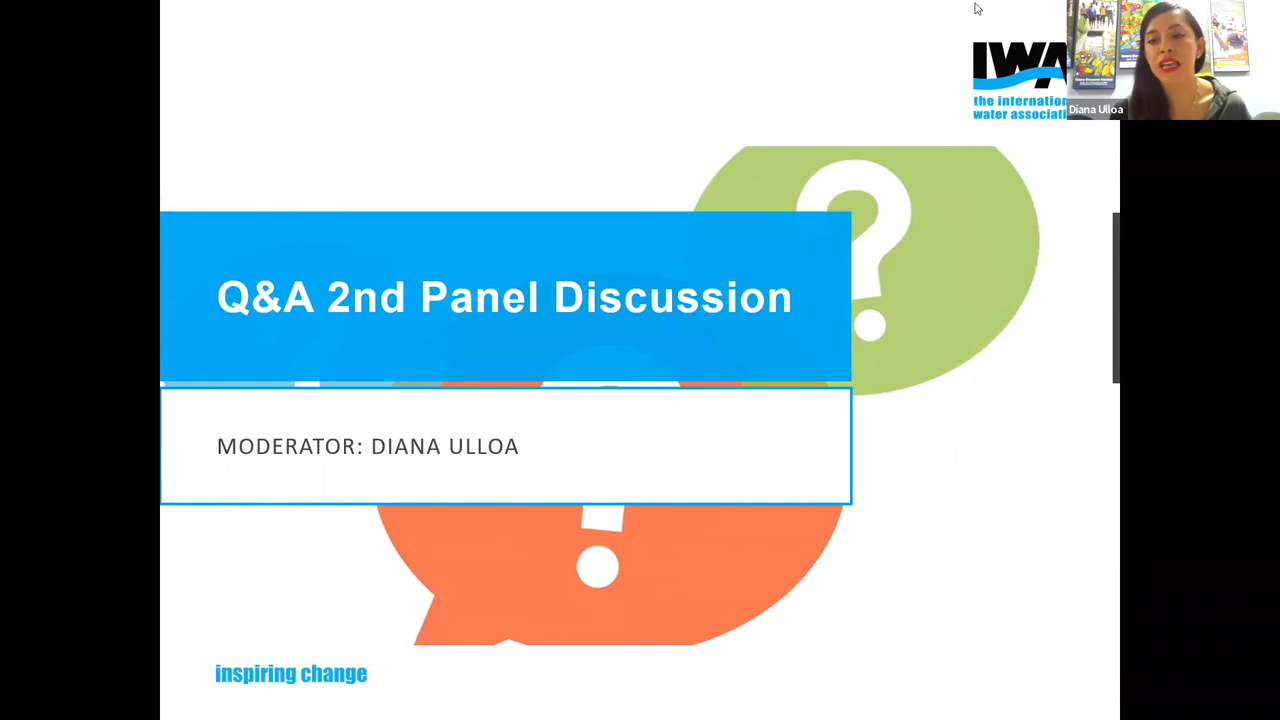 IWA
the internation
water associati
Diana Ulloa
Q&A 2nd Panel Discussion
MODERATOR: DIANA ULLOA
inspiring change